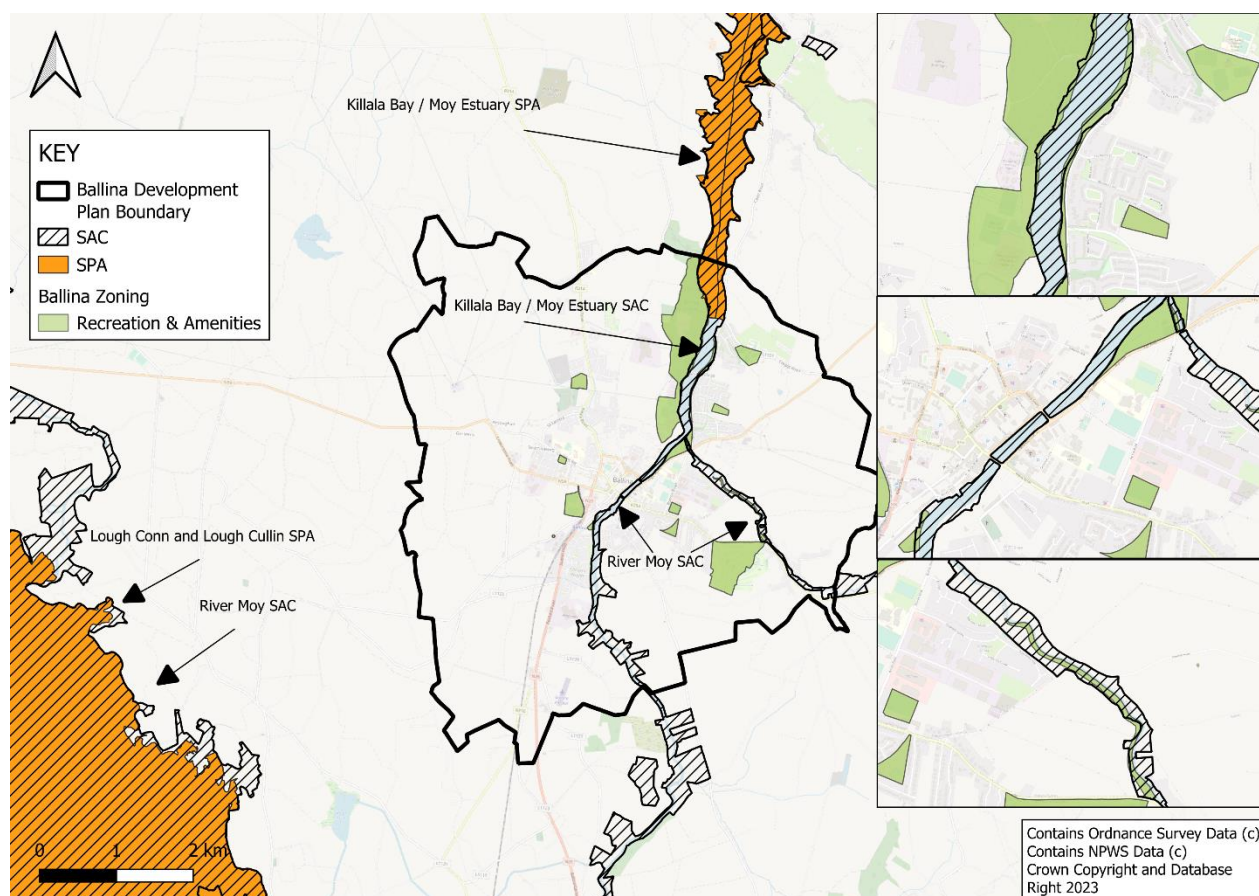 Killala Bay / Moy Estuary SPA
KEY
Ballina Development
Plan Boundary
SAC
SPA
Ballina Zoning
Recreation & Amenities
Killala Bay / Moy Estuary SAC
Ballina
Lough Conn and Lough Cullin SPA
River Moy SAC
River Moy SAC
0 1 2 km
Contains Ordnance Survey Data (c)
Contains NPWS Data (c)
Crown Copyright and Database
Right 2023